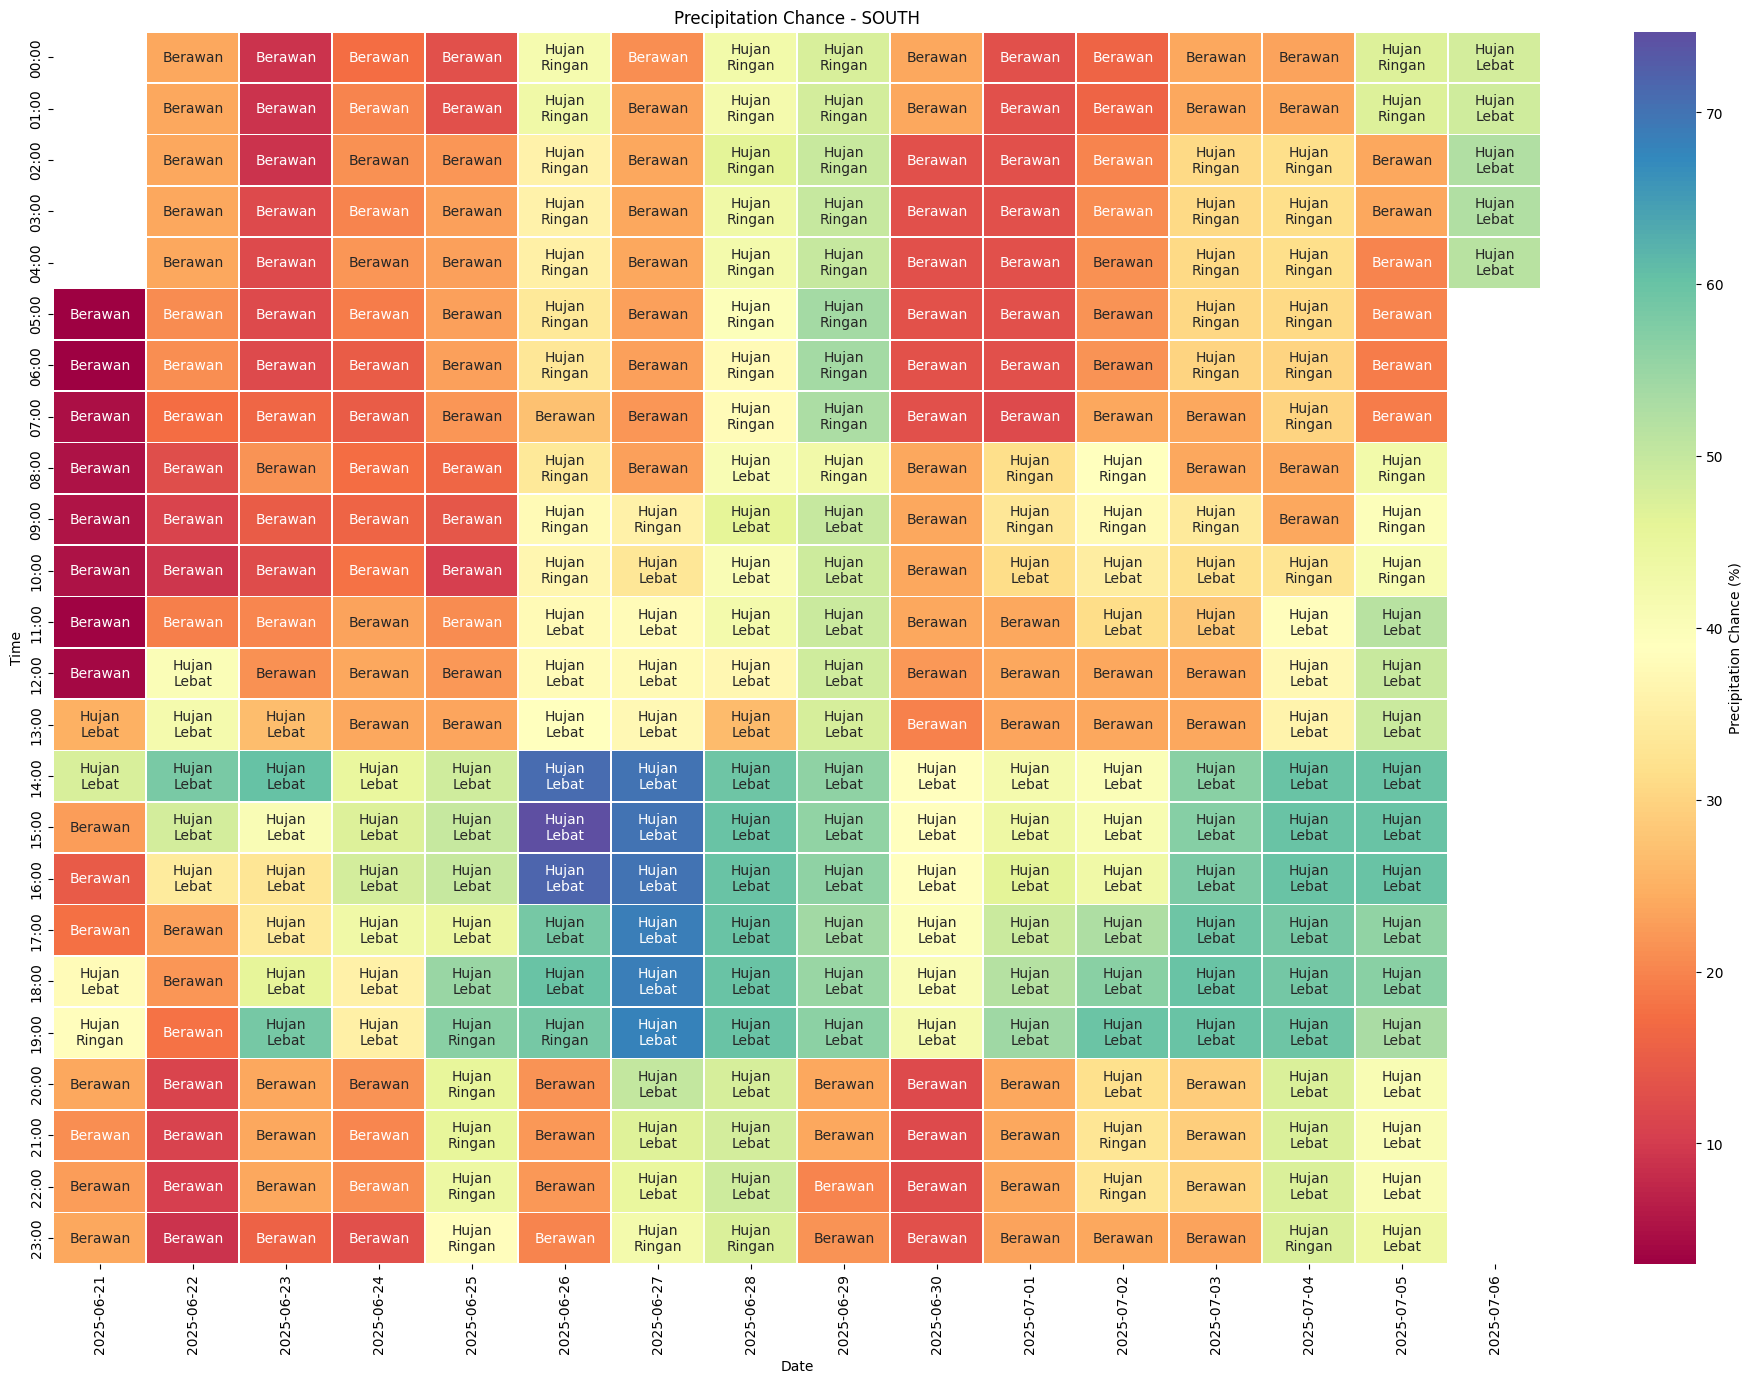 Precipitation Chance - SOUTH
00:00 Berawan Berawan Berawan Berawan Hujan Ringan Berawan Hujan Ringan Hujan Ringan Berawan Berawan Berawan Berawan Berawan Hujan Ringan Hujan Lebat
01:00 Berawan Berawan Berawan Berawan Hujan Ringan Berawan Hujan Ringan Hujan Ringan Berawan Berawan Berawan Berawan Berawan Hujan Ringan Hujan Lebat
02:00 Berawan Berawan Berawan Berawan Hujan Ringan Berawan Hujan Ringan Hujan Ringan Berawan Berawan Berawan Hujan Ringan Hujan Ringan Berawan Hujan Lebat
03:00 Berawan Berawan Berawan Berawan Hujan Ringan Berawan Hujan Ringan Hujan Ringan Berawan Berawan Berawan Hujan Ringan Hujan Ringan Berawan Hujan Lebat
04:00 Berawan Berawan Berawan Berawan Hujan Ringan Berawan Hujan Ringan Hujan Ringan Berawan Berawan Berawan Hujan Ringan Hujan Ringan Berawan Hujan Lebat
05:00 Berawan Berawan Berawan Berawan Berawan Hujan Ringan Berawan Hujan Ringan Hujan Ringan Berawan Berawan Berawan Hujan Ringan Hujan Ringan Berawan
06:00 Berawan Berawan Berawan Berawan Berawan Hujan Ringan Berawan Hujan Ringan Hujan Ringan Berawan Berawan Berawan Hujan Ringan Hujan Ringan Berawan
07:00 Berawan Berawan Berawan Berawan Berawan Berawan Berawan Hujan Ringan Hujan Ringan Berawan Berawan Berawan Berawan Hujan Ringan Berawan
08:00 Berawan Berawan Berawan Berawan Berawan Hujan Ringan Berawan Hujan Lebat Hujan Ringan Berawan Hujan Ringan Hujan Ringan Berawan Berawan Hujan Ringan
09:00 Berawan Berawan Berawan Berawan Berawan Hujan Ringan Hujan Ringan Hujan Lebat Hujan Lebat Berawan Hujan Ringan Hujan Ringan Hujan Ringan Berawan Hujan Ringan
10:00 Berawan Berawan Berawan Berawan Berawan Hujan Ringan Hujan Lebat Hujan Lebat Hujan Lebat Berawan Hujan Lebat Hujan Lebat Hujan Lebat Hujan Ringan Hujan Ringan
11:00 Berawan Berawan Berawan Berawan Berawan Hujan Lebat Hujan Lebat Hujan Lebat Hujan Lebat Berawan Berawan Hujan Lebat Hujan Lebat Hujan Lebat Hujan Lebat
12:00 Berawan Hujan Lebat Berawan Berawan Berawan Hujan Lebat Hujan Lebat Hujan Lebat Hujan Lebat Berawan Berawan Berawan Berawan Hujan Lebat Hujan Lebat
13:00 Hujan Lebat Hujan Lebat Hujan Lebat Berawan Berawan Hujan Lebat Hujan Lebat Hujan Lebat Hujan Lebat Berawan Berawan Berawan Berawan Hujan Lebat Hujan Lebat
14:00 Hujan Lebat Hujan Lebat Hujan Lebat Hujan Lebat Hujan Lebat Hujan Lebat Hujan Lebat Hujan Lebat Hujan Lebat Hujan Lebat Hujan Lebat Hujan Lebat Hujan Lebat Hujan Lebat Hujan Lebat
15:00 Berawan Hujan Lebat Hujan Lebat Hujan Lebat Hujan Lebat Hujan Lebat Hujan Lebat Hujan Lebat Hujan Lebat Hujan Lebat Hujan Lebat Hujan Lebat Hujan Lebat Hujan Lebat Hujan Lebat
16:00 Berawan Hujan Lebat Hujan Lebat Hujan Lebat Hujan Lebat Hujan Lebat Hujan Lebat Hujan Lebat Hujan Lebat Hujan Lebat Hujan Lebat Hujan Lebat Hujan Lebat Hujan Lebat Hujan Lebat
17:00 Berawan Berawan Hujan Lebat Hujan Lebat Hujan Lebat Hujan Lebat Hujan Lebat Hujan Lebat Hujan Lebat Hujan Lebat Hujan Lebat Hujan Lebat Hujan Lebat Hujan Lebat Hujan Lebat
18:00 Hujan Lebat Berawan Hujan Lebat Hujan Lebat Hujan Lebat Hujan Lebat Hujan Lebat Hujan Lebat Hujan Lebat Hujan Lebat Hujan Lebat Hujan Lebat Hujan Lebat Hujan Lebat Hujan Lebat
19:00 Hujan Ringan Berawan Hujan Lebat Hujan Lebat Hujan Ringan Hujan Ringan Hujan Lebat Hujan Lebat Hujan Lebat Hujan Lebat Hujan Lebat Hujan Lebat Hujan Lebat Hujan Lebat Hujan Lebat
20:00 Berawan Berawan Berawan Berawan Hujan Ringan Berawan Hujan Lebat Hujan Lebat Berawan Berawan Berawan Hujan Lebat Berawan Hujan Lebat Hujan Lebat
21:00 Berawan Berawan Berawan Berawan Hujan Ringan Berawan Hujan Lebat Hujan Lebat Berawan Berawan Berawan Hujan Ringan Berawan Hujan Lebat Hujan Lebat
22:00 Berawan Berawan Berawan Berawan Hujan Ringan Berawan Hujan Lebat Hujan Lebat Berawan Berawan Berawan Hujan Ringan Berawan Hujan Lebat Hujan Lebat
23:00 Berawan Berawan Berawan Berawan Hujan Ringan Berawan Hujan Ringan Hujan Ringan Berawan Berawan Berawan Berawan Berawan Hujan Ringan Hujan Lebat
Time
2025-06-21 2025-06-22 2025-06-23 2025-06-24 2025-06-25 2025-06-26 2025-06-27 2025-06-28 2025-06-29 2025-06-30 2025-07-01 2025-07-02 2025-07-03 2025-07-04 2025-07-05 2025-07-06
Date
70
60
50
40
30
20
10
Precipitation Chance (%)